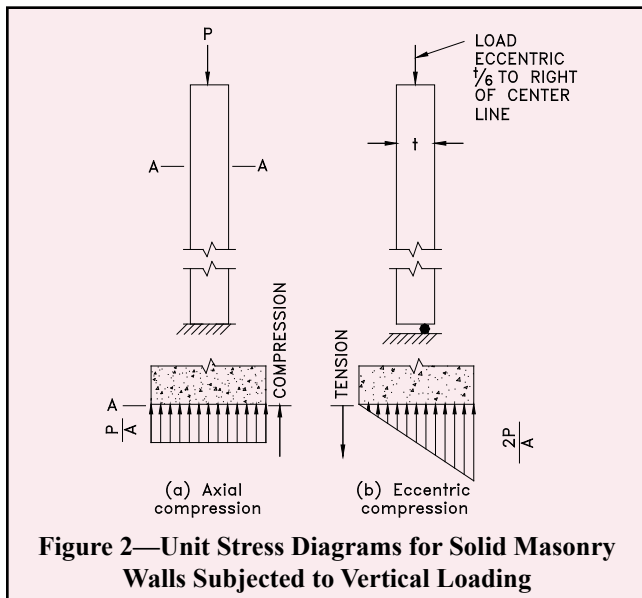 P
LOAD
ECCENTRIC
t/6 TO RIGHT
OF CENTER
LINE
A
A
t
COMPRESSION
TENSION
A
P/A
2P/A
(a) Axial
compression
(b) Eccentric
compression
Figure 2—Unit Stress Diagrams for Solid Masonry
Walls Subjected to Vertical Loading